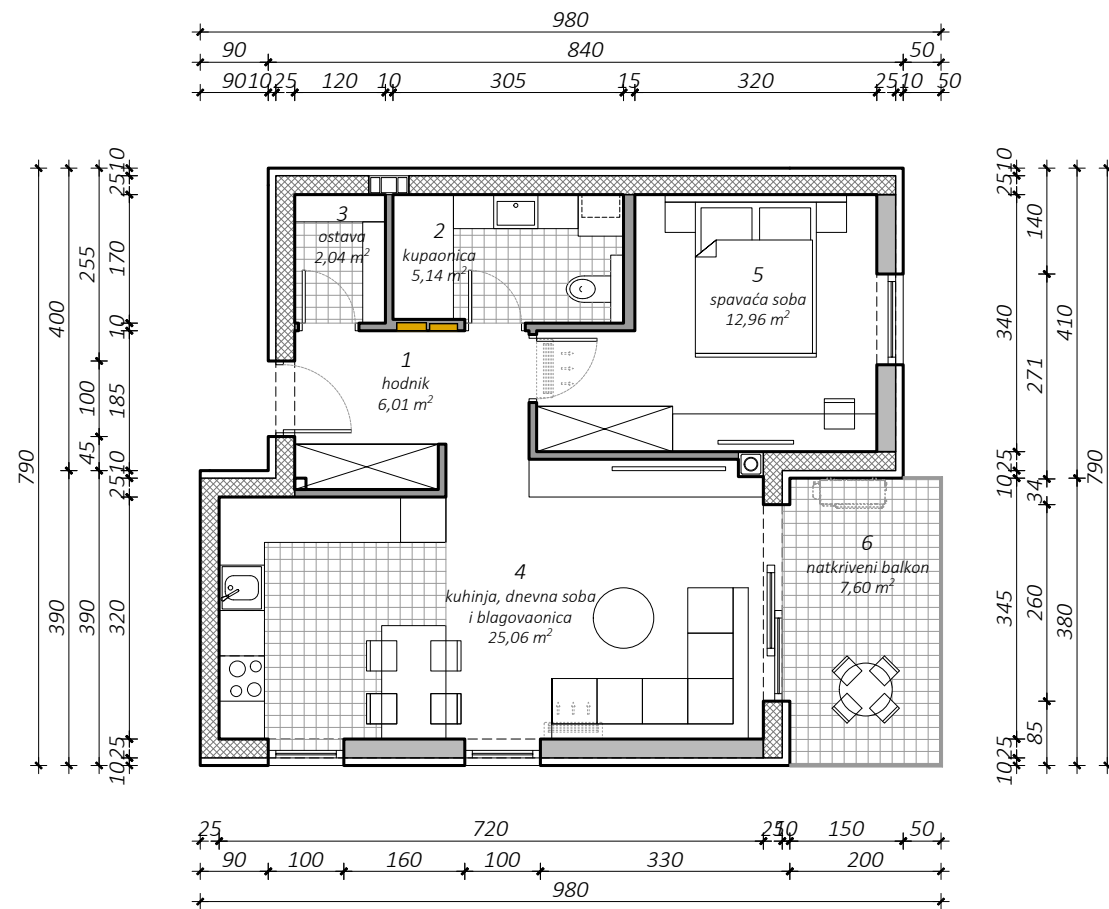 980
90 840 50
90 10 25 120 10 305 15 320 25 10 50
790
400 390
10 255 100 45 390
25 10 170 10 185 10 25 320 25 10
3
ostava
2,04 m²
2
kupaonica
5,14 m²
5
spavaća soba
12,96 m²
1
hodnik
6,01 m²
4
kuhinja, dnevna soba
i blagovaonica
25,06 m²
6
natkriveni balkon
7,60 m²
25 10 340 25 10 345 25 10
140 271 34 260 85
410 380
790
25 720 25 10 150 50
90 100 160 100 330 200
980